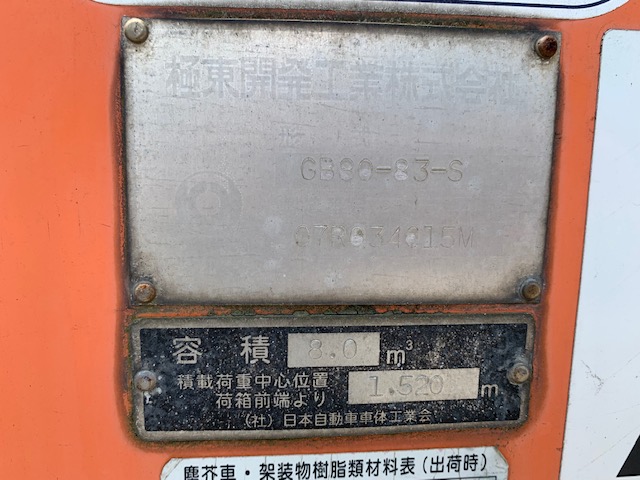 極東開発工業株式会社
容積 8.0 m³
積載荷重中心位置
荷箱前端より 1.520 m
(社) 日本自動車車体工業会
塵芥車・架装物樹脂類材料表(出荷時)